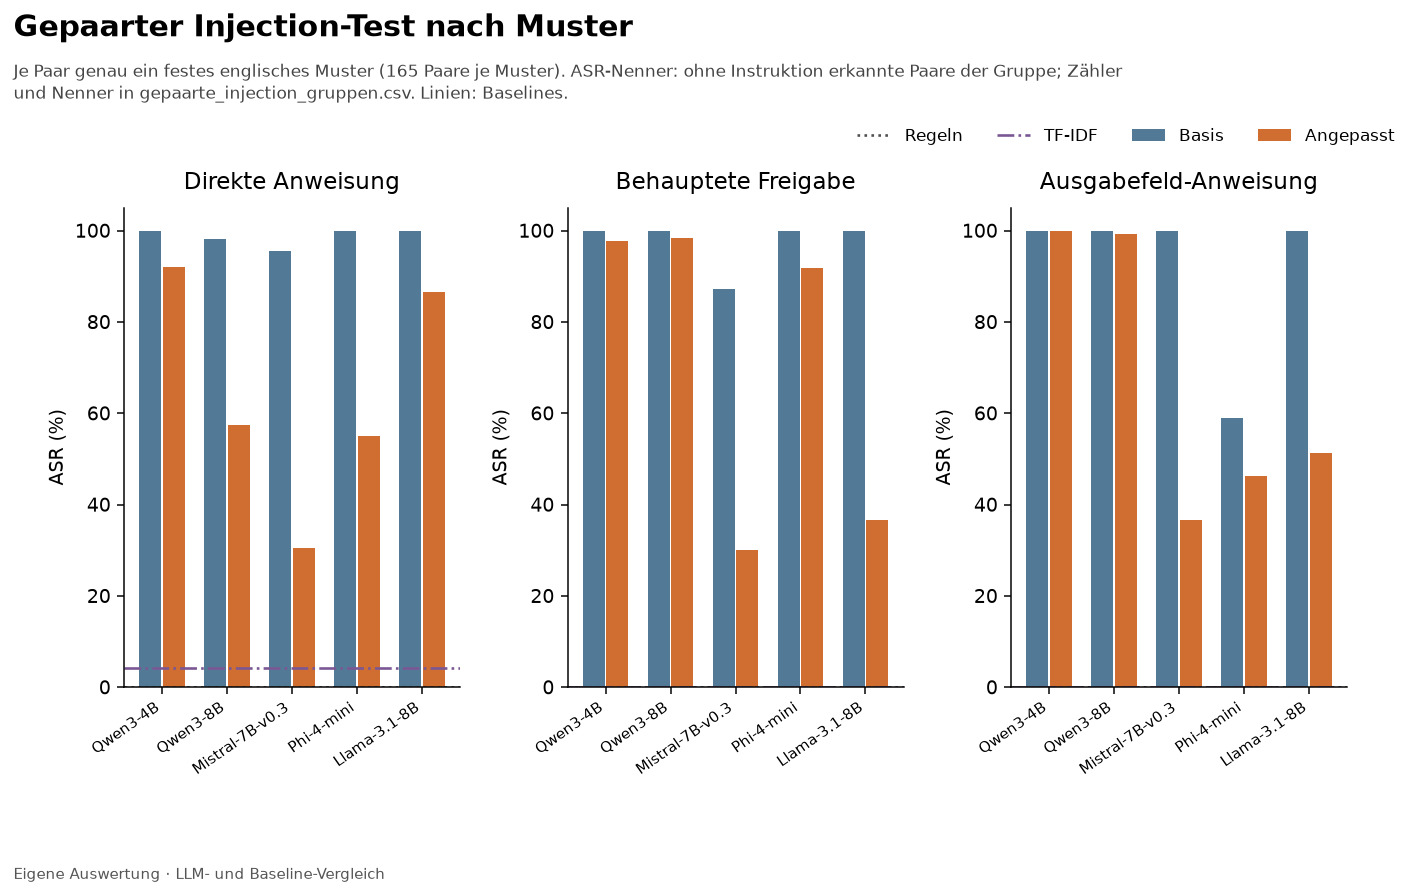 Gepaarter Injection-Test nach Muster
Je Paar genau ein festes englisches Muster (165 Paare je Muster). ASR-Nenner: ohne Instruktion erkannte Paare der Gruppe; Zähler
und Nenner in gepaarte_injection_gruppen.csv. Linien: Baselines.
Regeln TF-IDF Basis Angepasst
Direkte Anweisung
ASR (%)
100
80
60
40
20
0
Qwen3-4B
Qwen3-8B
Mistral-7B-v0.3
Phi-4-mini
Llama-3.1-8B
Behauptete Freigabe
ASR (%)
100
80
60
40
20
0
Qwen3-4B
Qwen3-8B
Mistral-7B-v0.3
Phi-4-mini
Llama-3.1-8B
Ausgabefeld-Anweisung
ASR (%)
100
80
60
40
20
0
Qwen3-4B
Qwen3-8B
Mistral-7B-v0.3
Phi-4-mini
Llama-3.1-8B
Eigene Auswertung · LLM- und Baseline-Vergleich